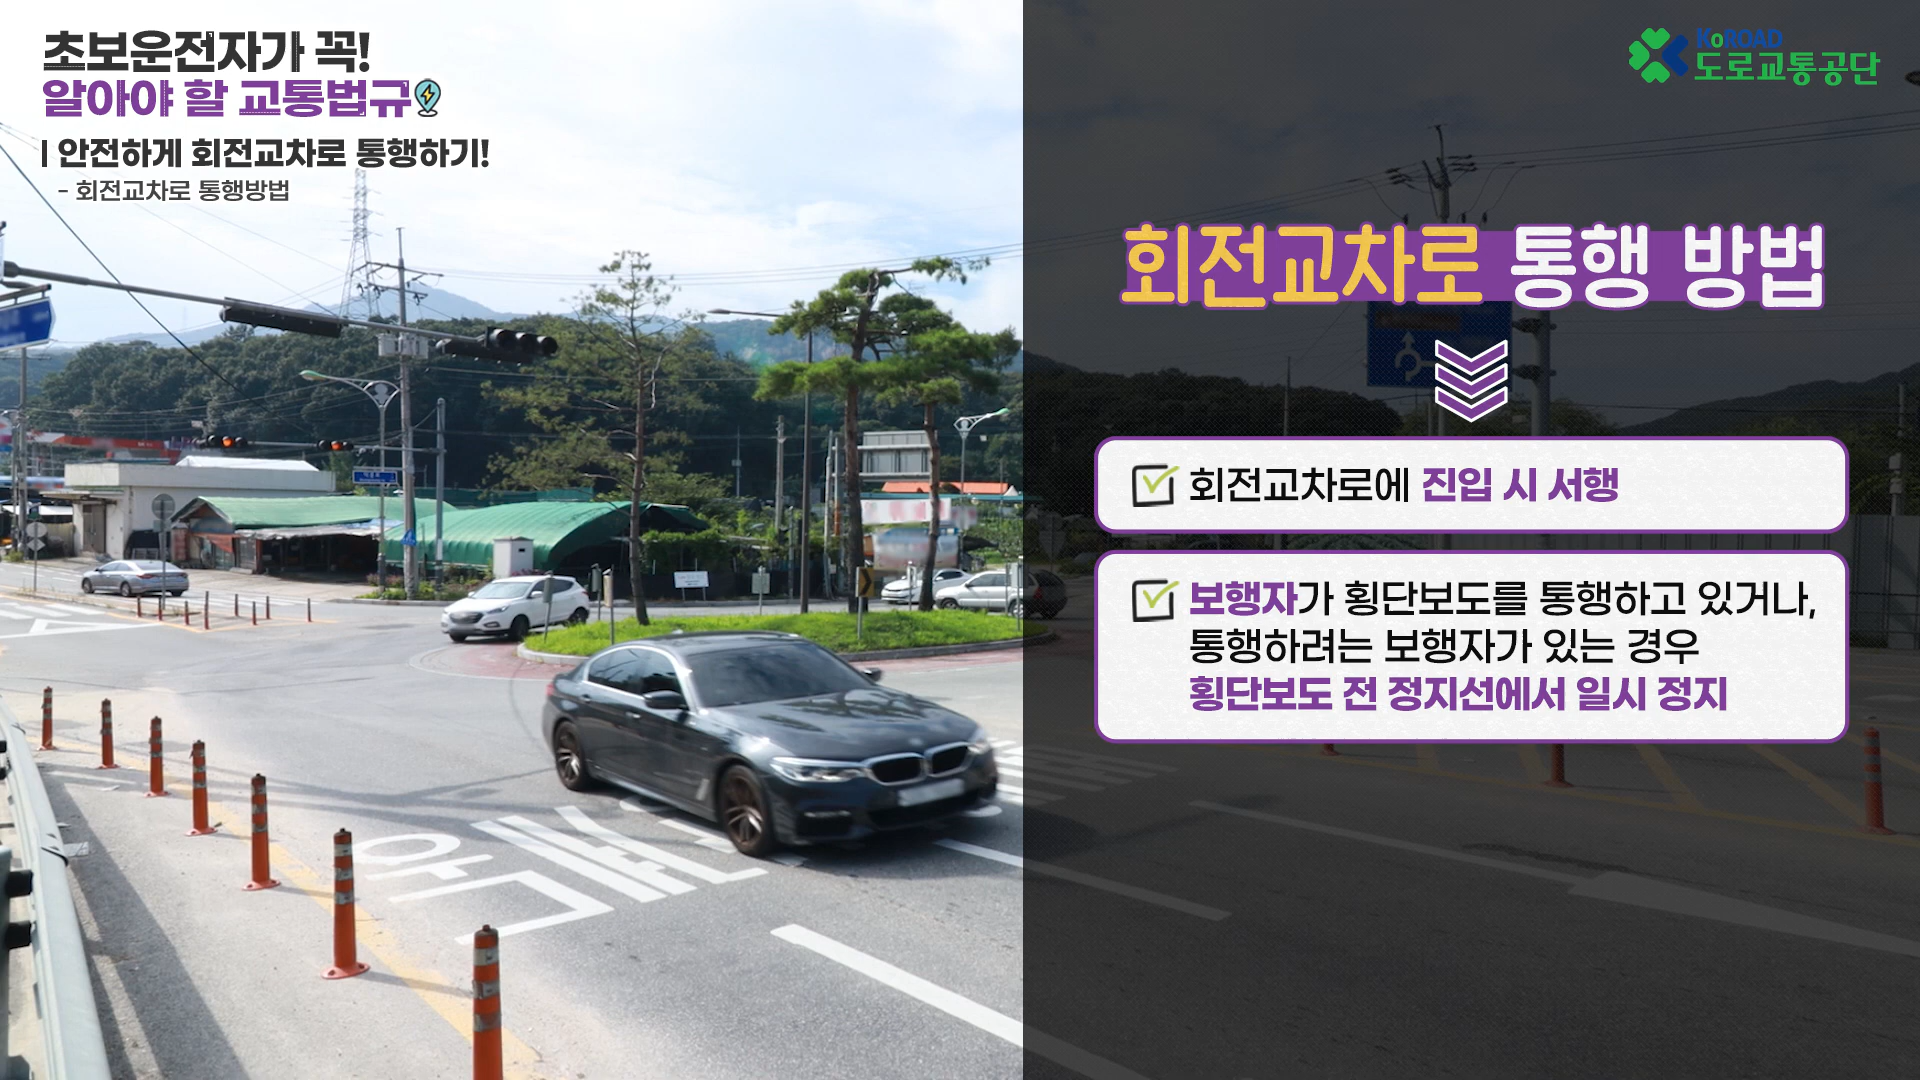 초보운전자가 꼭!
알아야 할 교통법규
안전하게 회전교차로 통행하기!
- 회전교차로 통행방법
KoROAD
도로교통공단
회전교차로 통행 방법
회전교차로에 진입 시 서행
보행자가 횡단보도를 통행하고 있거나,
통행하려는 보행자가 있는 경우
횡단보도 전 정지선에서 일시 정지